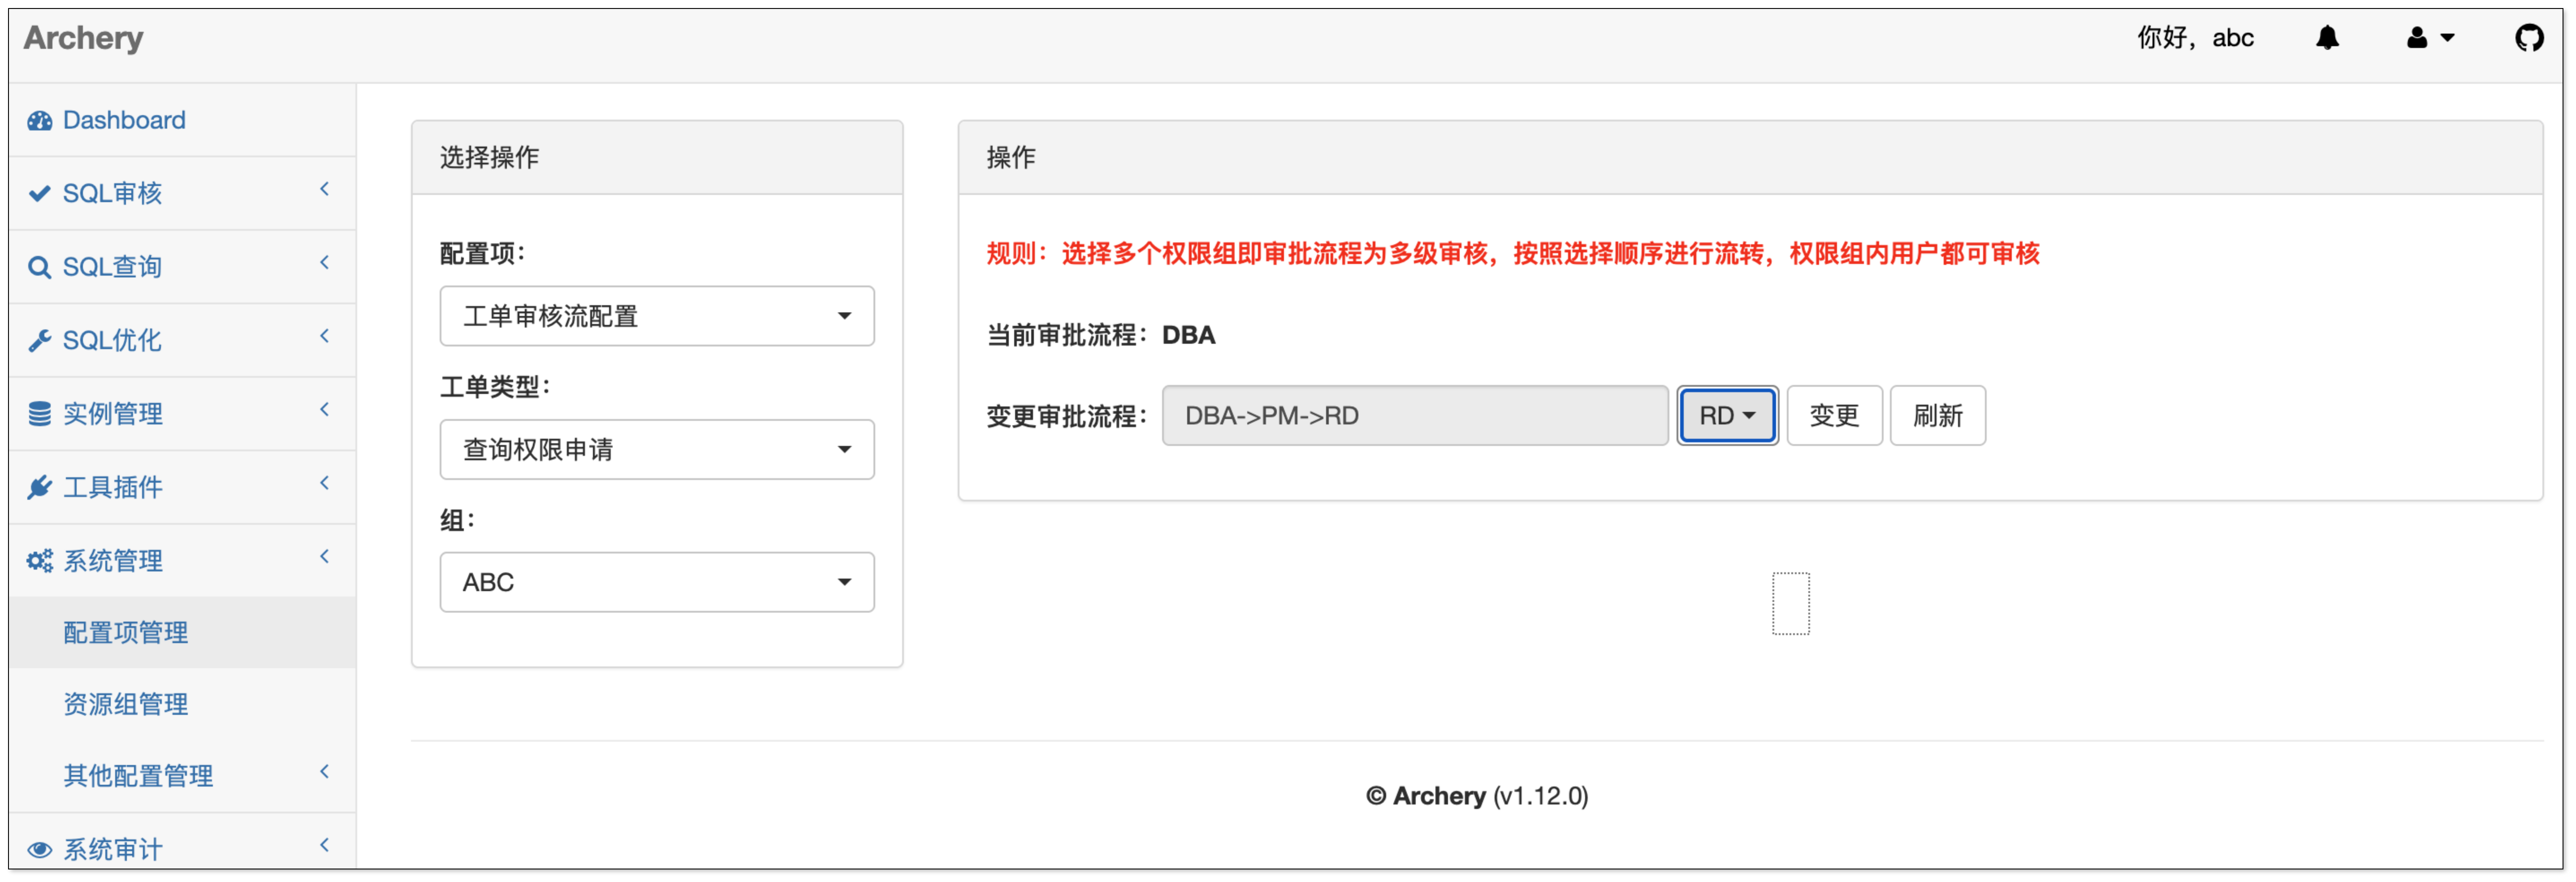 Archery
你好，abc
Dashboard
SQL审核
SQL查询
SQL优化
实例管理
工具插件
系统管理
配置项管理
资源组管理
其他配置管理
系统审计
选择操作
配置项：
工单审核流配置
工单类型：
查询权限申请
组：
ABC
操作
规则：选择多个权限组即审批流程为多级审核，按照选择顺序进行流转，权限组内用户都可审核
当前审批流程：DBA
变更审批流程：DBA->PM->RD RD 变更 刷新
© Archery (v1.12.0)